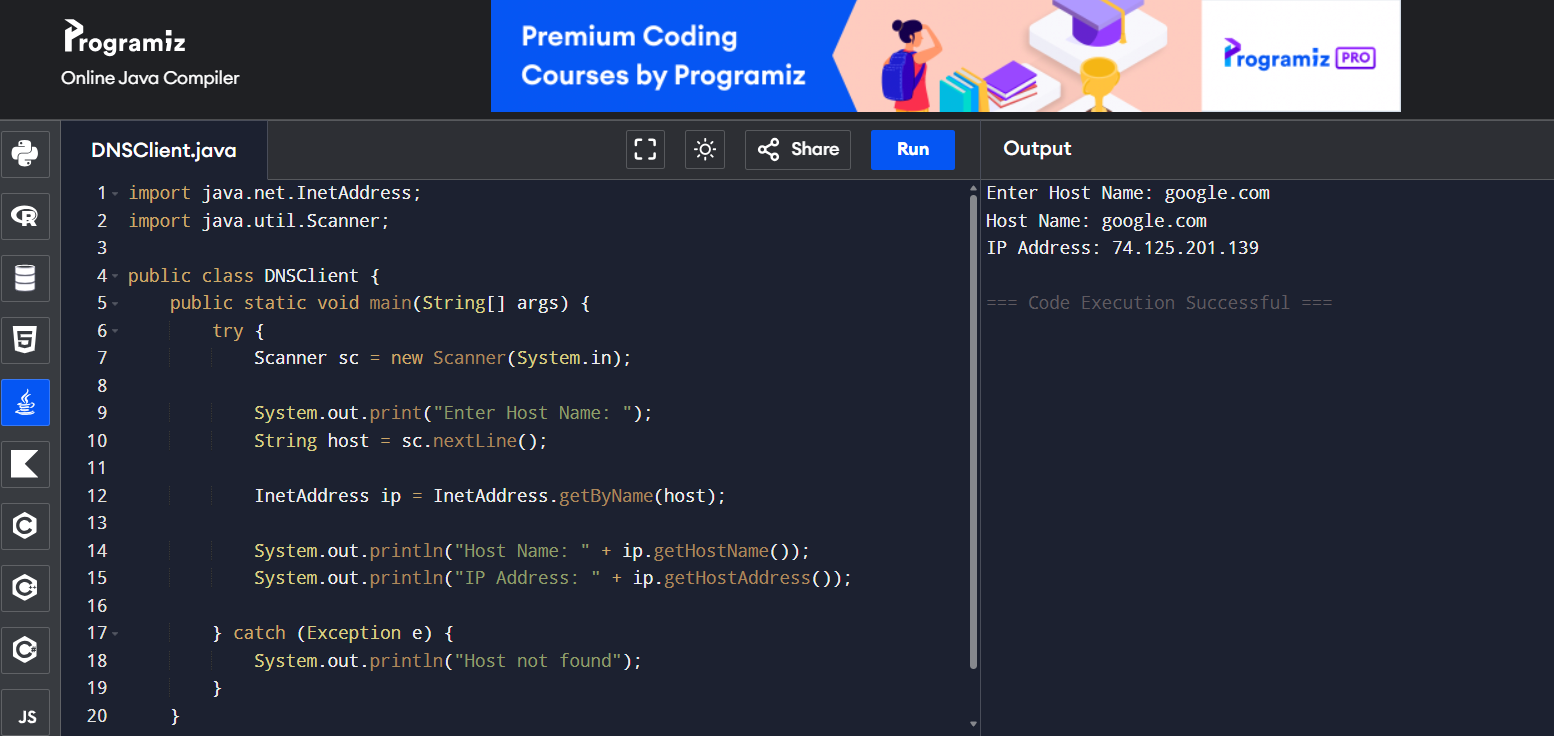 Programiz
Online Java Compiler
Premium Coding
Courses by Programiz
Programiz PRO
DNSClient.java
Share
Run
Output
1 import java.net.InetAddress;
2 import java.util.Scanner;
3
4 public class DNSClient {
5     public static void main(String[] args) {
6         try {
7             Scanner sc = new Scanner(System.in);
8
9             System.out.print("Enter Host Name: ");
10             String host = sc.nextLine();
11
12             InetAddress ip = InetAddress.getByName(host);
13
14             System.out.println("Host Name: " + ip.getHostName());
15             System.out.println("IP Address: " + ip.getHostAddress());
16
17         } catch (Exception e) {
18             System.out.println("Host not found");
19         }
20     }
Enter Host Name: google.com
Host Name: google.com
IP Address: 74.125.201.139
=== Code Execution Successful ===
R
5
C
C++
C#
JS